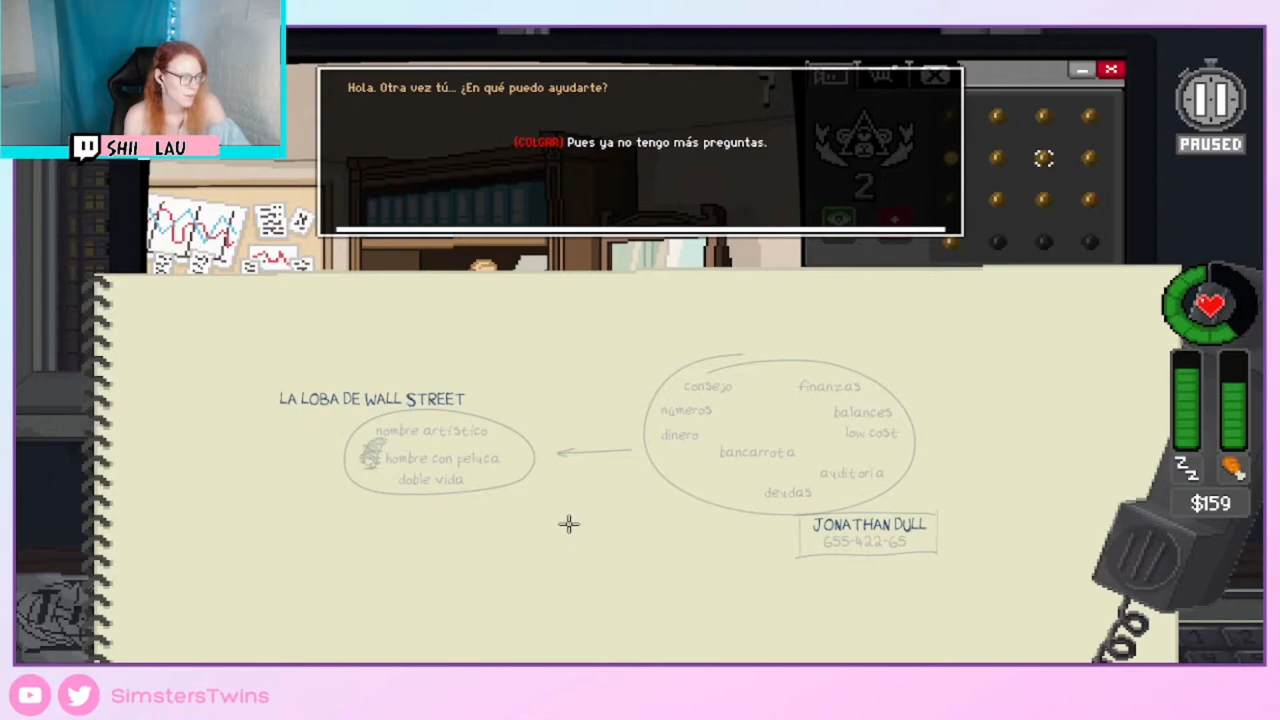 Hola. Otra vez tú... ¿En qué puedo ayudarte?
(COLGAR) Pues ya no tengo más preguntas.
SHII LAU
PAUSED
2
LA LOBA DE WALL STREET
nombre artístico
hombre con peluca
doble vida
consejo
finanzas
números
balances
dinero
low cost
bancarrota
auditoría
deudas
JONATHAN DULL
655-422-65
$159
SimstersTwins